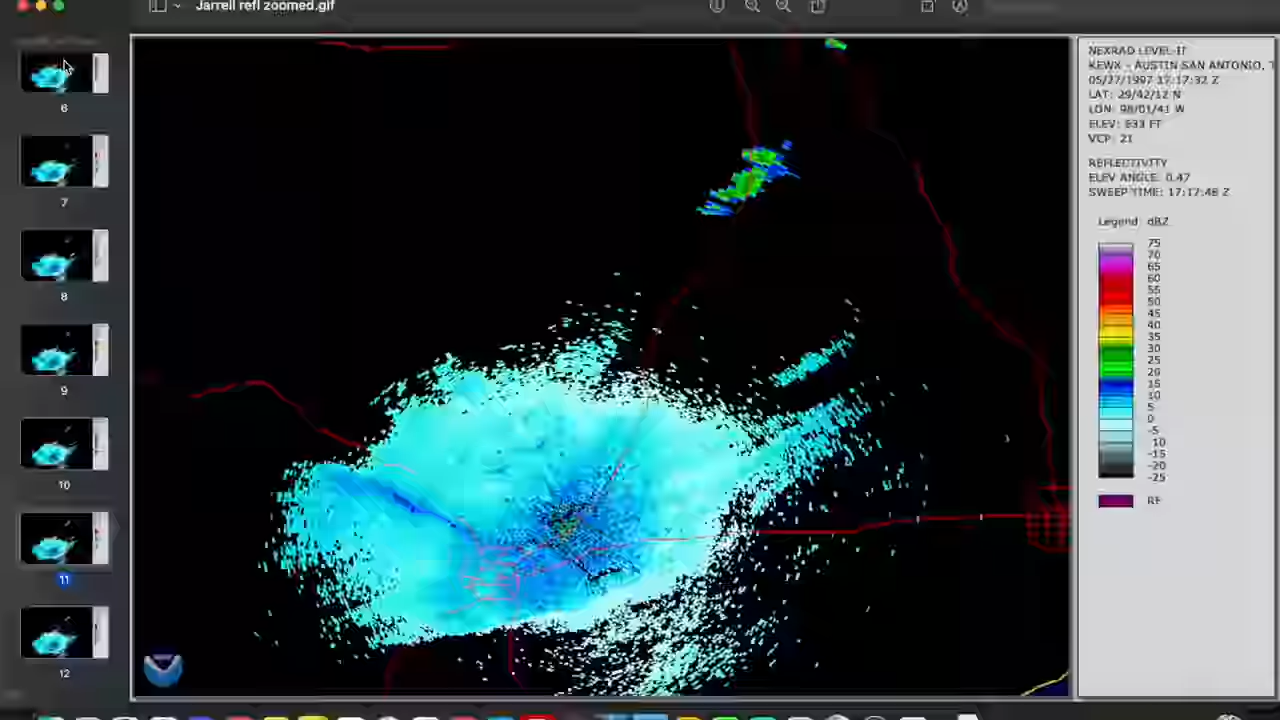 Jarrell refl zoomed.gif
6
7
8
9
10
11
12
NEXRAD LEVEL-II
KEWX - AUSTIN SAN ANTONIO, T
05/27/1997 17:17:32 Z
LAT: 29/42/12 N
LON: 98/01/41 W
ELEV: 633 FT
VCP: 21
REFLECTIVITY
ELEV ANGLE: 0.47
SWEEP TIME: 17:17:48 Z
Legend: dBZ
75
70
65
60
55
50
45
40
35
30
25
20
15
10
5
0
-5
-10
-15
-20
-25
RF